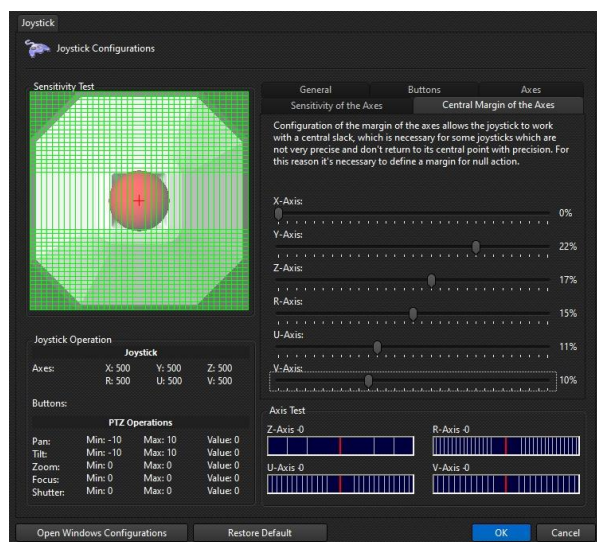 Joystick
Joystick Configurations
Sensitivity Test
General Buttons Axes
Sensitivity of the Axes Central Margin of the Axes
Configuration of the margin of the axes allows the joystick to work
with a central slack, which is necessary for some joysticks which are
not very precise and don't return to its central point with precision. For
this reason it's necessary to define a margin for null action.
X-Axis:
0%
Y-Axis:
22%
Z-Axis:
17%
R-Axis:
15%
U-Axis:
11%
V-Axis:
10%
Joystick Operation
Joystick
Axes: X: 500 Y: 500 Z: 500
R: 500 U: 500 V: 500
Buttons:
PTZ Operations
Pan: Min: -10 Max: 10 Value: 0
Tilt: Min: -10 Max: 10 Value: 0
Zoom: Min: 0 Max: 0 Value: 0
Focus: Min: 0 Max: 0 Value: 0
Shutter: Min: 0 Max: 0 Value: 0
Axis Test
Z-Axis -0 R-Axis -0
U-Axis -0 V-Axis -0
Open Windows Configurations Restore Default OK Cancel